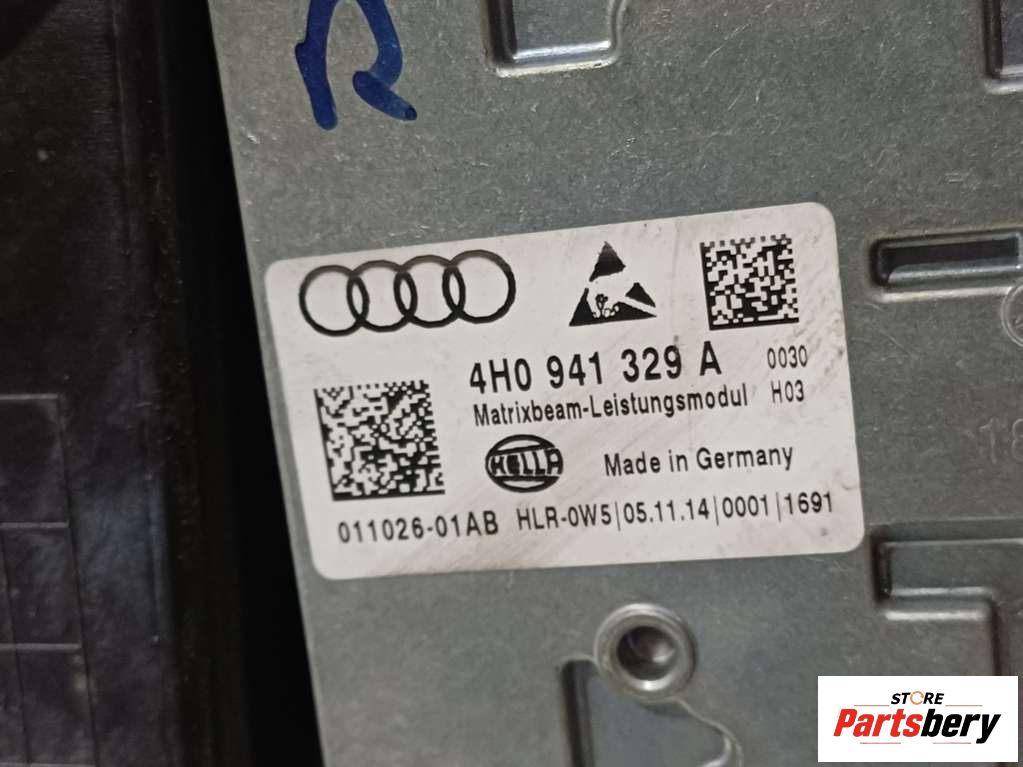 R
4H0 941 329 A 0030
Matrixbeam-Leistungsmodul H03
HELLA Made in Germany
011026-01AB HLR-0W5|05.11.14|0001|1691
18
STORE
Partsbery